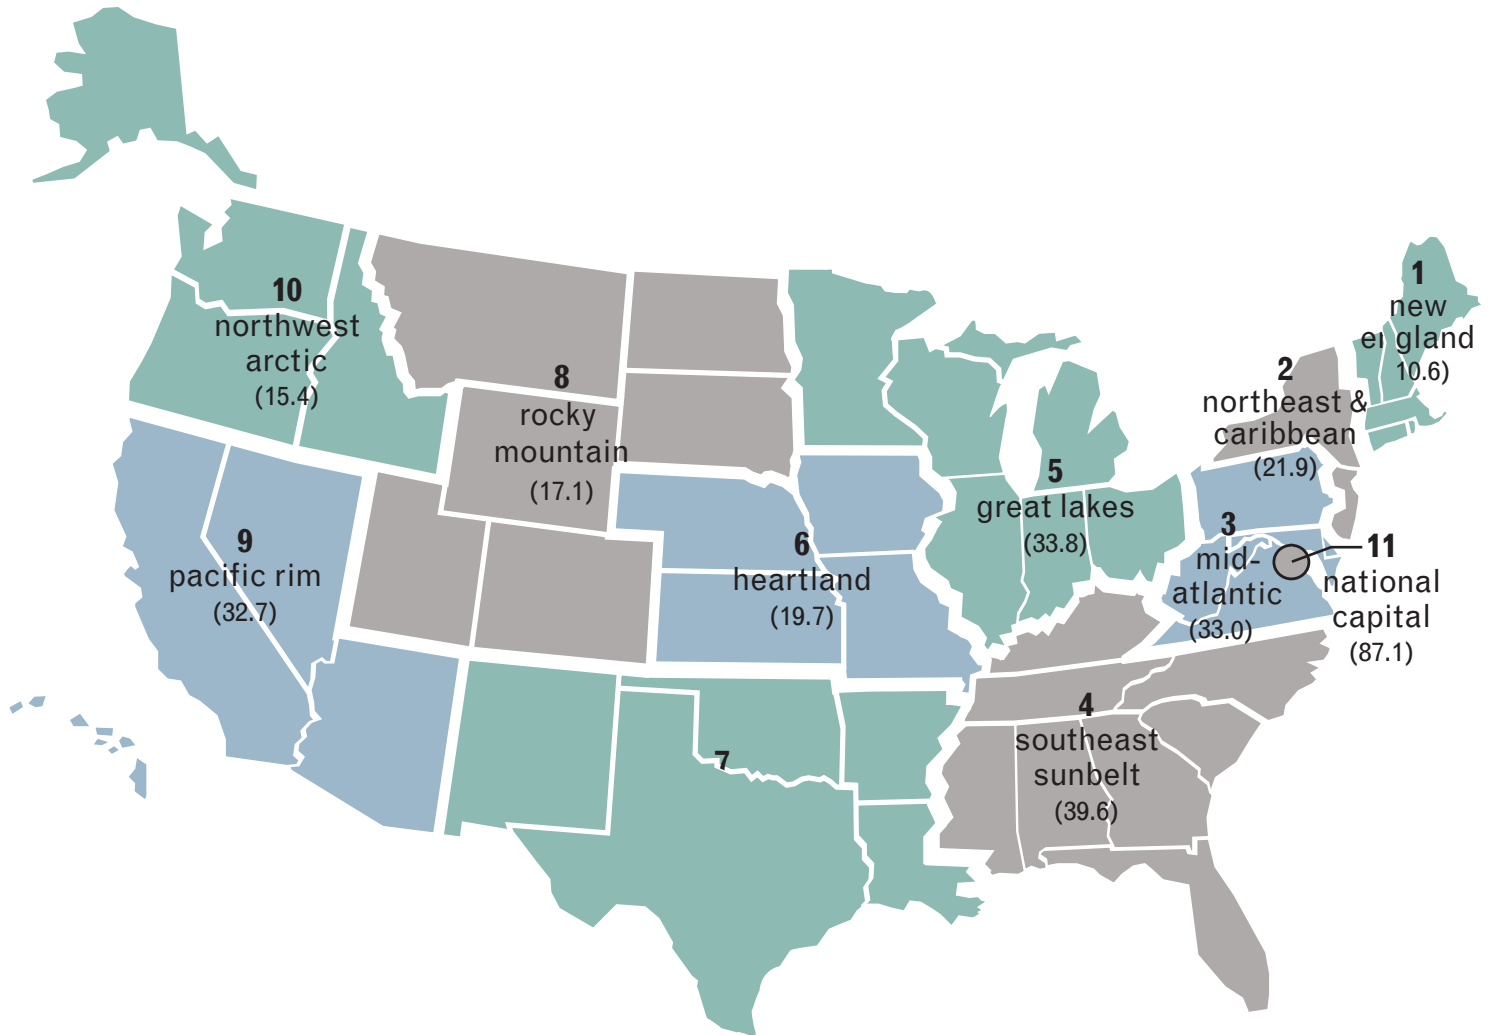 1
new
england
10.6)
2
northeast &
caribbean
(21.9)
3
mid-
atlantic
(33.0)
11
national
capital
(87.1)
4
southeast
sunbelt
(39.6)
5
great lakes
(33.8)
6
heartland
(19.7)
7
8
rocky
mountain
(17.1)
9
pacific rim
(32.7)
10
northwest
arctic
(15.4)